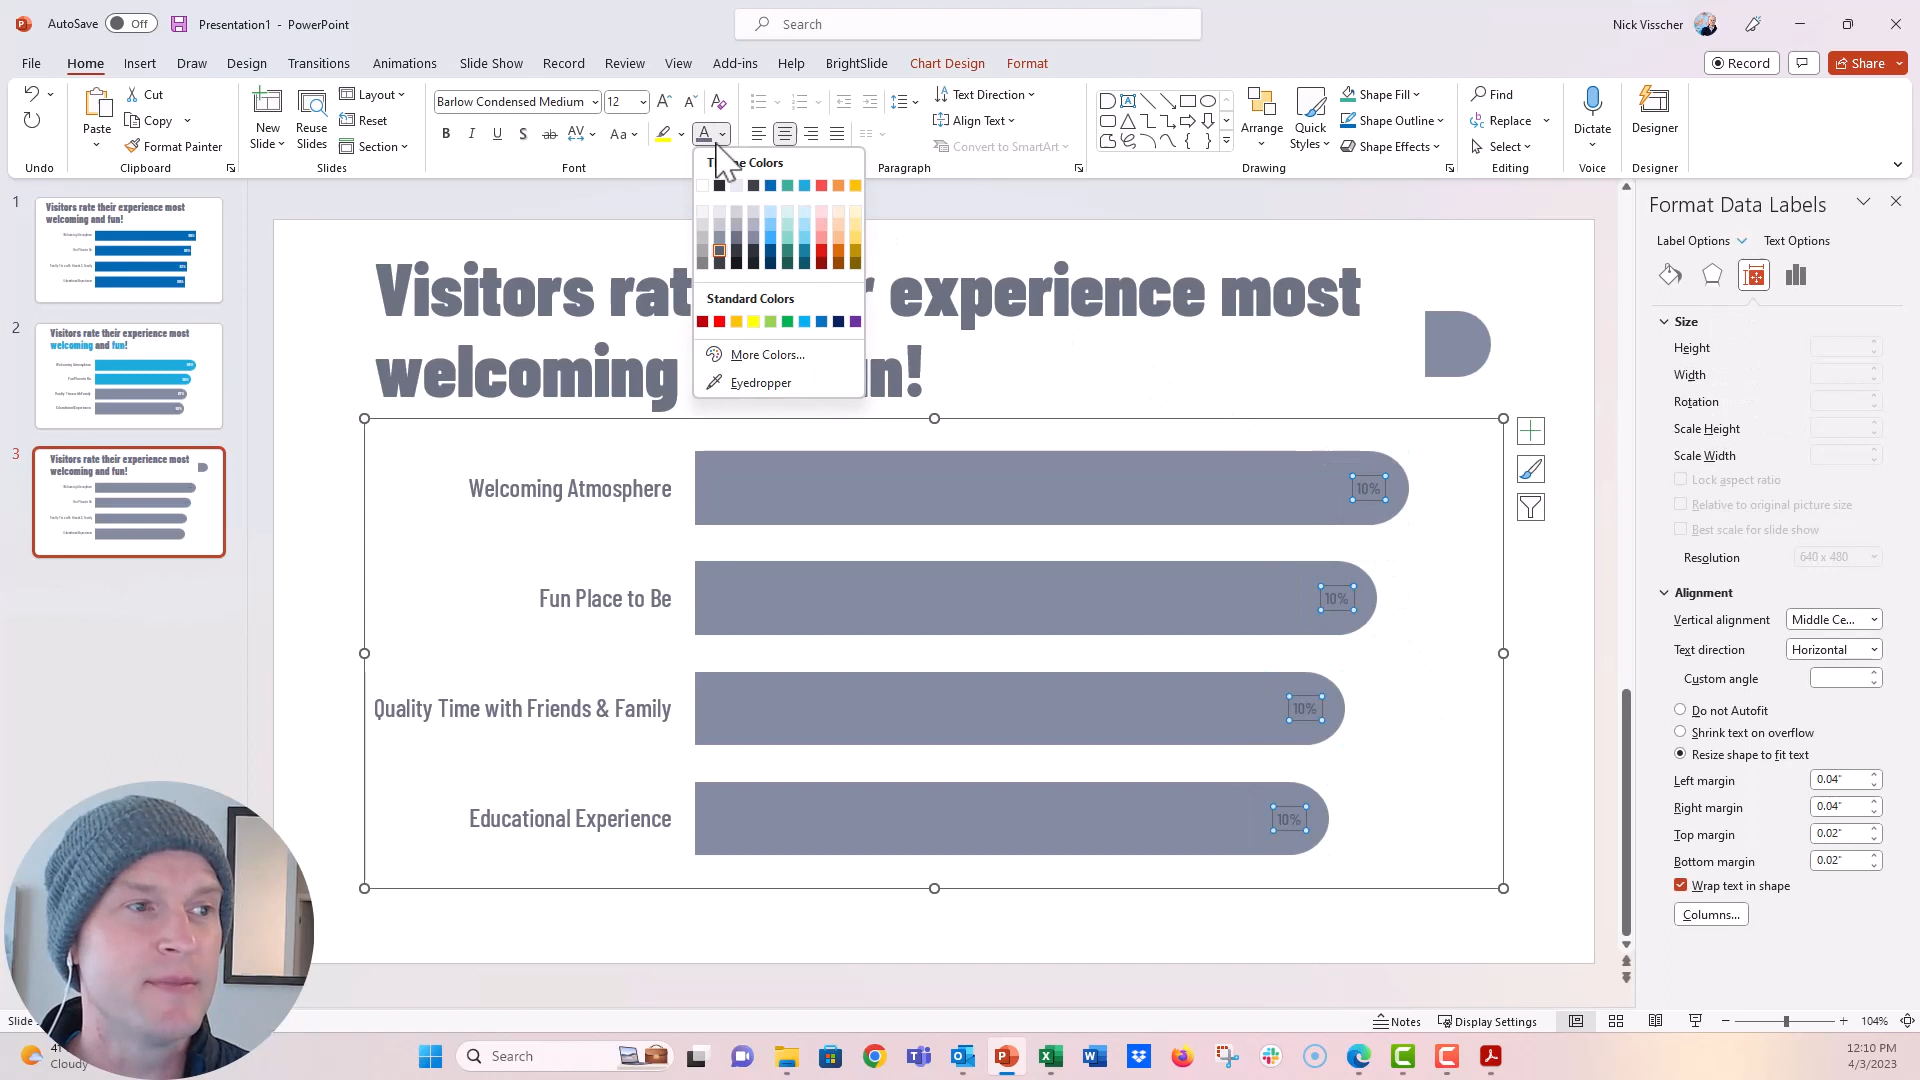 AutoSave Off Presentation1 - PowerPoint Search Nick Visscher
File Home Insert Draw Design Transitions Animations Slide Show Record Review View Add-ins Help BrightSlide Chart Design Format Record Share
Cut Layout Barlow Condensed Medium 12 Text Direction Shape Fill Find
Paste Copy New Slide Reuse Slides Reset Align Text Arrange Quick Styles Shape Outline Replace Dictate Designer
Format Painter Section Convert to SmartArt Shape Effects Select
Undo Clipboard Slides Font Paragraph Drawing Editing Voice Designer
Theme Colors
Standard Colors
More Colors...
Eyedropper
1
Visitors rate their experience most
welcoming and fun!
2
Visitors rate their experience most
welcoming and fun!
3
Visitors rate their experience most
welcoming and fun!
Visitors rat r experience most
welcoming n!
Welcoming Atmosphere 10%
Fun Place to Be 10%
Quality Time with Friends & Family 10%
Educational Experience 10%
Format Data Labels
Label Options Text Options
Size
Height
Width
Rotation
Scale Height
Scale Width
Lock aspect ratio
Relative to original picture size
Best scale for slide show
Resolution 640 x 480
Alignment
Vertical alignment Middle Ce...
Text direction Horizontal
Custom angle
Do not Autofit
Shrink text on overflow
Resize shape to fit text
Left margin 0.04"
Right margin 0.04"
Top margin 0.02"
Bottom margin 0.02"
Wrap text in shape
Columns...
Slide Notes Display Settings 104%
Cloudy Search 12:10 PM
4/3/2023